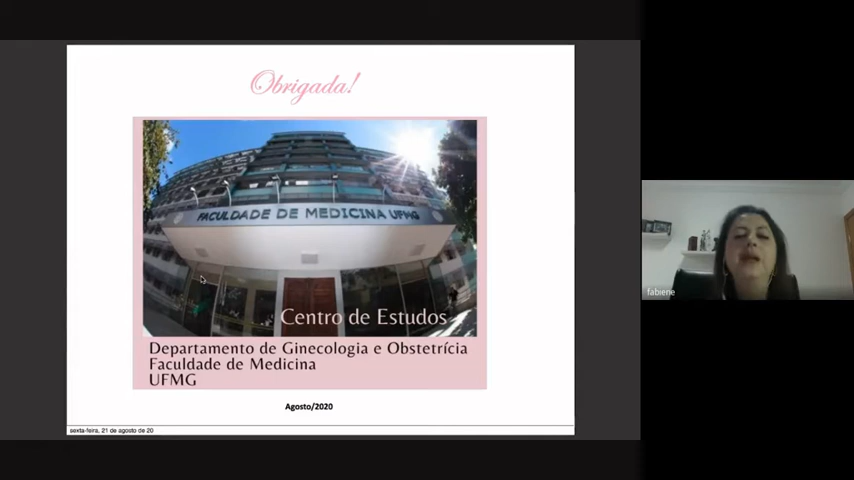 Obrigada!
FACULDADE DE MEDICINA UFMG
Centro de Estudos
Departamento de Ginecologia e Obstetrícia
Faculdade de Medicina
UFMG
Agosto/2020
sexta-feira, 21 de agosto de 20
fabiene